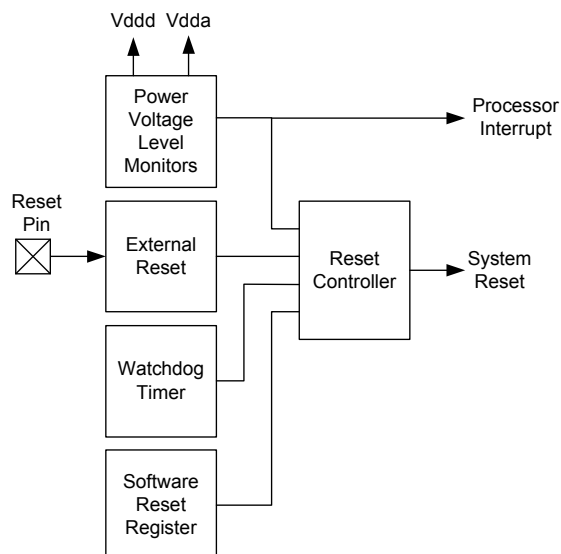 Vddd Vdda
Power
Voltage
Level
Monitors
Processor
Interrupt
Reset
Pin
External
Reset
Reset
Controller
System
Reset
Watchdog
Timer
Software
Reset
Register